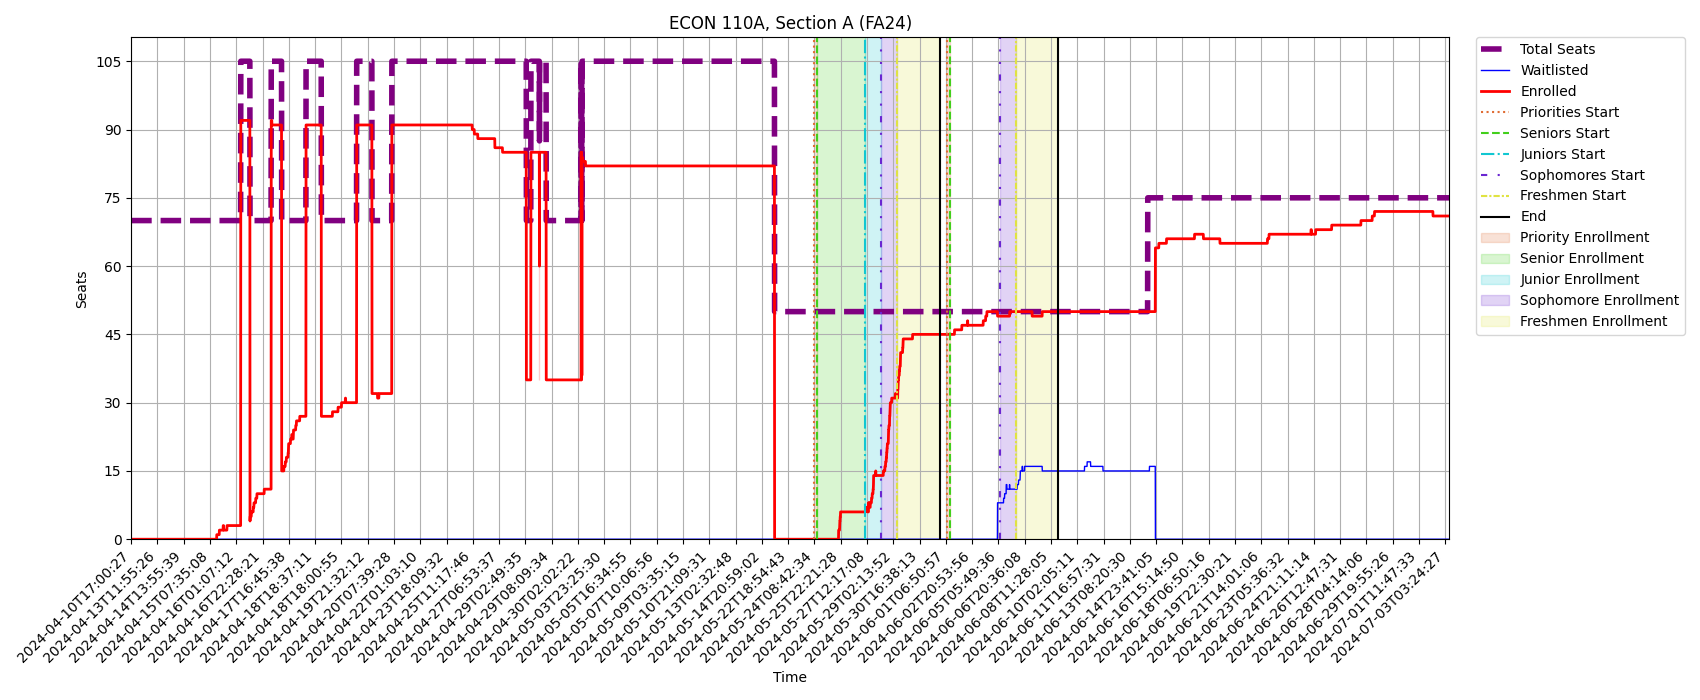 ECON 110A, Section A (FA24)
Total Seats
Waitlisted
Enrolled
Priorities Start
Seniors Start
Juniors Start
Sophomores Start
Freshmen Start
End
Priority Enrollment
Senior Enrollment
Junior Enrollment
Sophomore Enrollment
Freshmen Enrollment
Seats
105
90
75
60
45
30
15
0
2024-04-10T17:00:27
2024-04-13T11:55:26
2024-04-14T13:55:39
2024-04-15T07:35:08
2024-04-16T01:07:12
2024-04-16T22:28:21
2024-04-17T16:45:38
2024-04-18T18:37:11
2024-04-18T18:00:55
2024-04-19T21:32:12
2024-04-20T07:39:28
2024-04-22T01:03:10
2024-04-23T18:09:32
2024-04-25T11:17:46
2024-04-27T06:53:37
2024-04-29T02:49:35
2024-04-29T08:09:34
2024-04-30T02:02:22
2024-05-03T23:25:30
2024-05-05T16:34:55
2024-05-07T10:06:56
2024-05-09T03:35:15
2024-05-10T21:09:31
2024-05-13T02:32:48
2024-05-14T20:59:02
2024-05-22T18:54:43
2024-05-24T08:42:34
2024-05-25T22:21:28
2024-05-27T12:17:08
2024-05-29T02:13:52
2024-05-30T16:38:13
2024-06-01T06:50:57
2024-06-02T20:53:56
2024-06-05T05:49:36
2024-06-06T20:36:08
2024-06-08T11:28:05
2024-06-10T02:05:11
2024-06-11T16:57:31
2024-06-13T08:20:30
2024-06-14T23:41:05
2024-06-16T15:14:50
2024-06-18T06:50:16
2024-06-19T22:30:21
2024-06-21T14:01:06
2024-06-23T05:36:32
2024-06-24T21:11:14
2024-06-26T12:47:31
2024-06-28T04:14:06
2024-06-29T19:55:26
2024-07-01T11:47:33
2024-07-03T03:24:27
Time